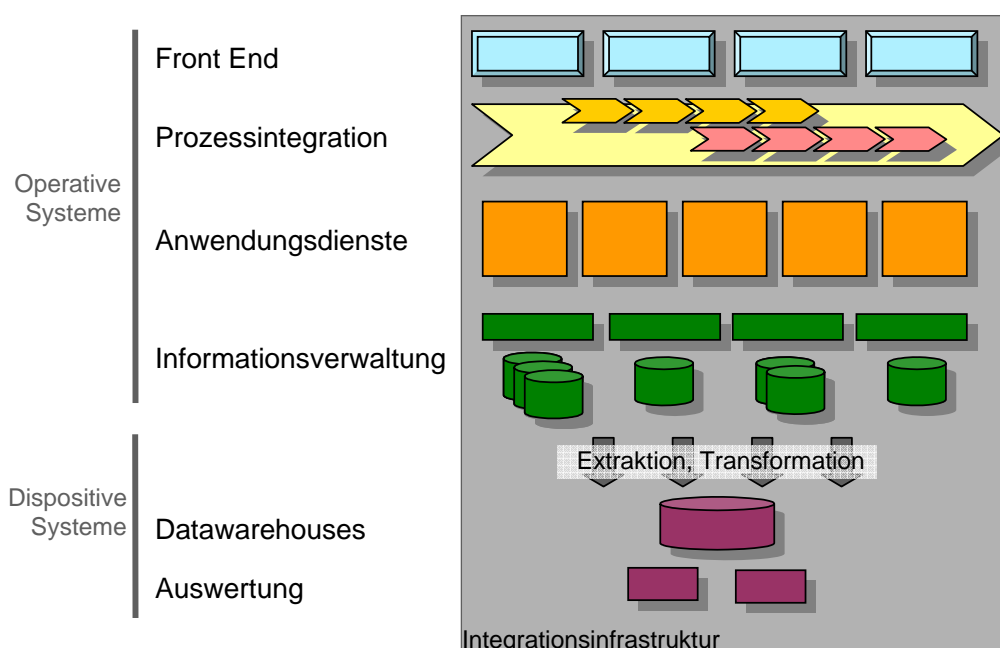 Front End
Prozessintegration
Operative
Systeme
Anwendungsdienste
Informationsverwaltung
Extraktion, Transformation
Dispositive
Systeme
Datawarehouses
Auswertung
Integrationsinfrastruktur